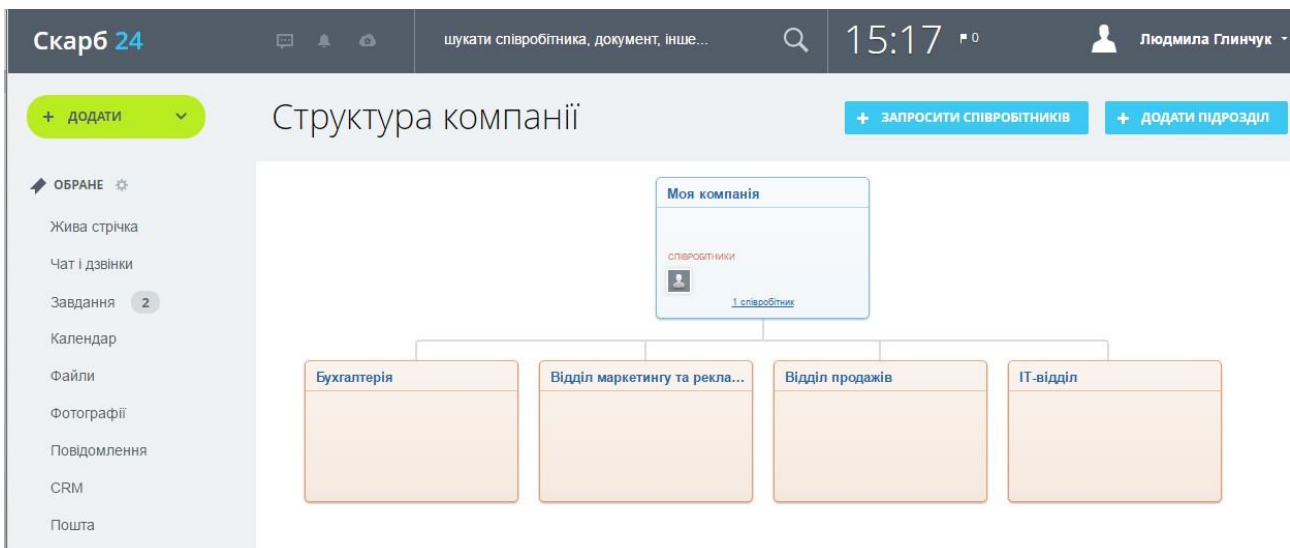 Скарб 24
шукати співробітника, документ, інше...
15:17
0
Людмила Глинчук
+ ДОДАТИ
Структура компанії
+ ЗАПРОСИТИ СПІВРОБІТНИКІВ
+ ДОДАТИ ПІДРОЗДІЛ
ОБРАНЕ
Жива стрічка
Чат і дзвінки
Завдання 2
Календар
Файли
Фотографії
Повідомлення
CRM
Пошта
Моя компанія
СПІВРОБІТНИКИ
1 співробітник
Бухгалтерія
Відділ маркетингу та рекла...
Відділ продажів
ІТ-відділ